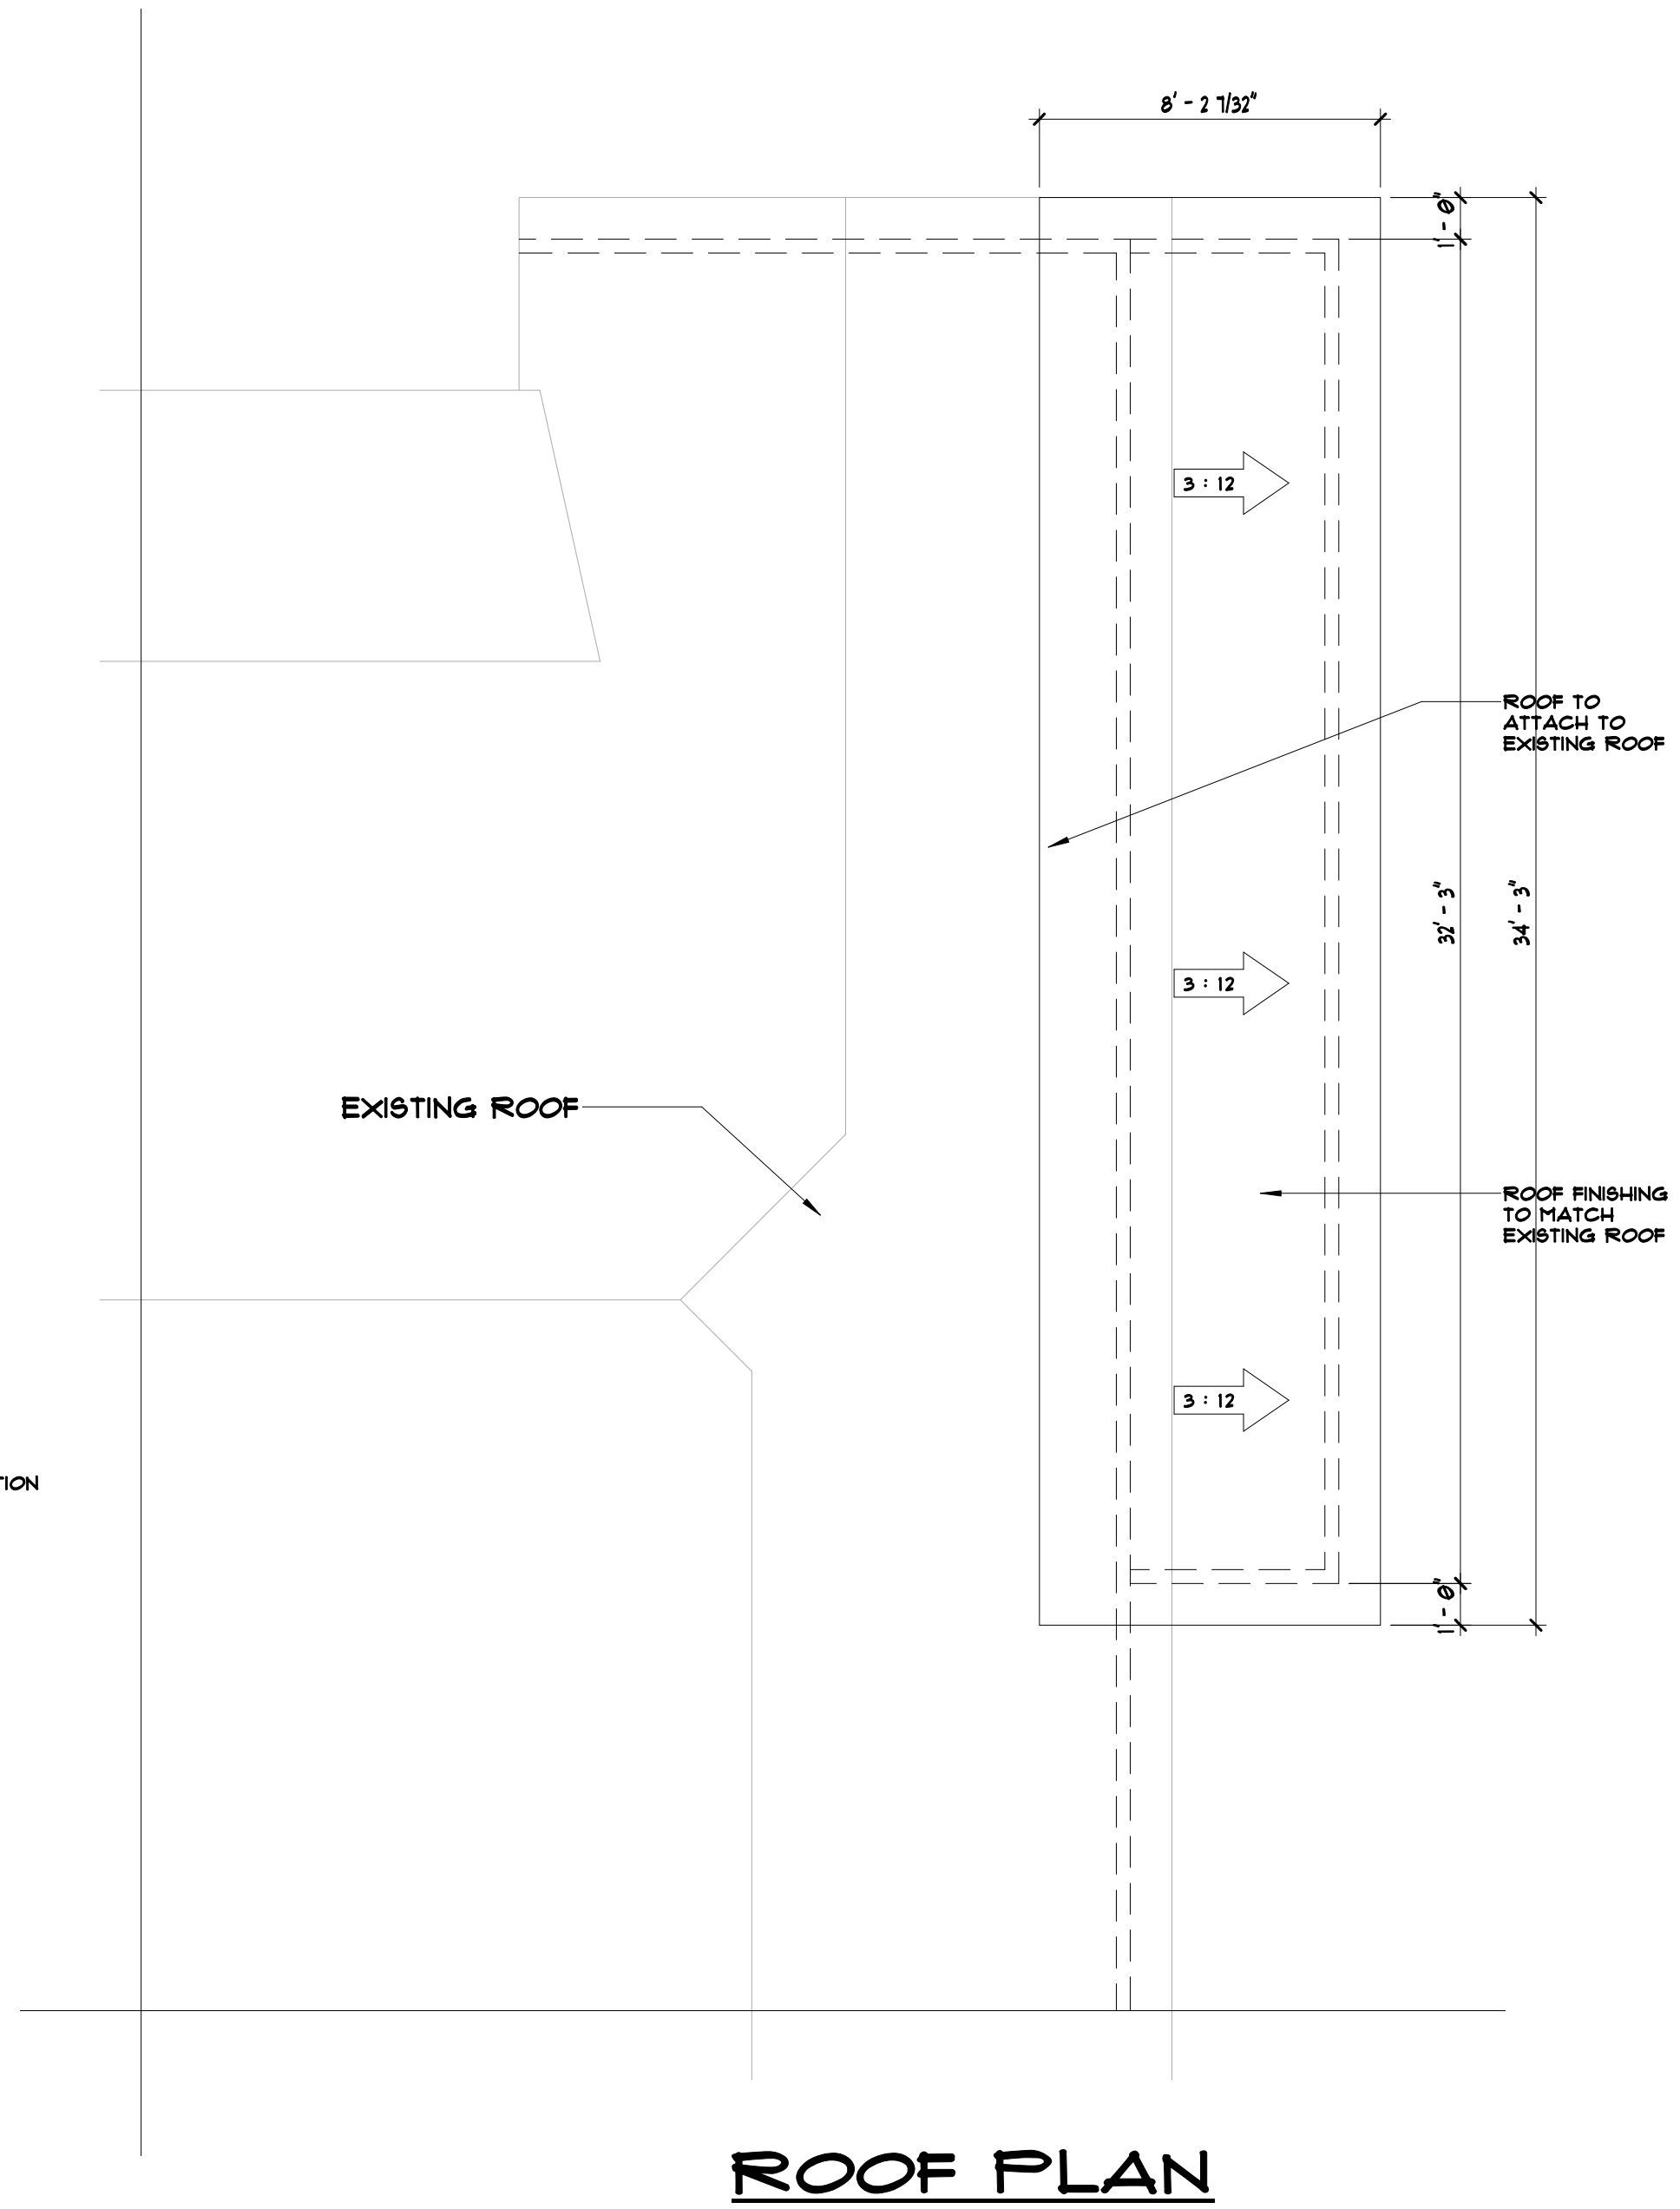 8' - 2 7/32"
1' - 0"
3 : 12
ROOF TO
ATTACH TO
EXISTING ROOF
32' - 3"
34' - 3"
3 : 12
EXISTING ROOF
ROOF FINISHING
TO MATCH
EXISTING ROOF
3 : 12
TION
1' - 0"
ROOF PLAN